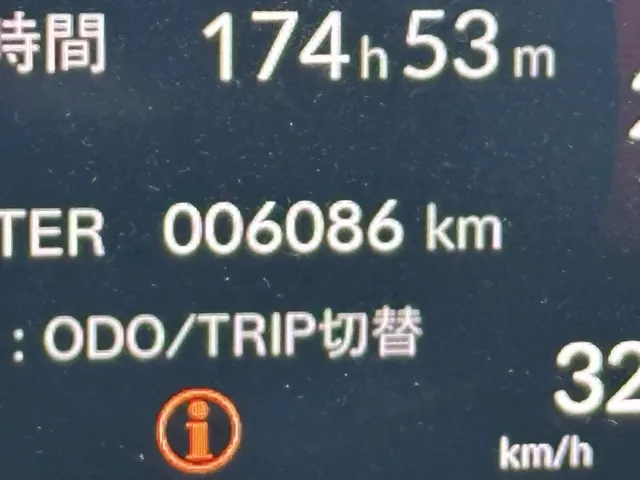 時間 174h53m
TER 006086 km
: ODO/TRIP切替
i
32
km/h